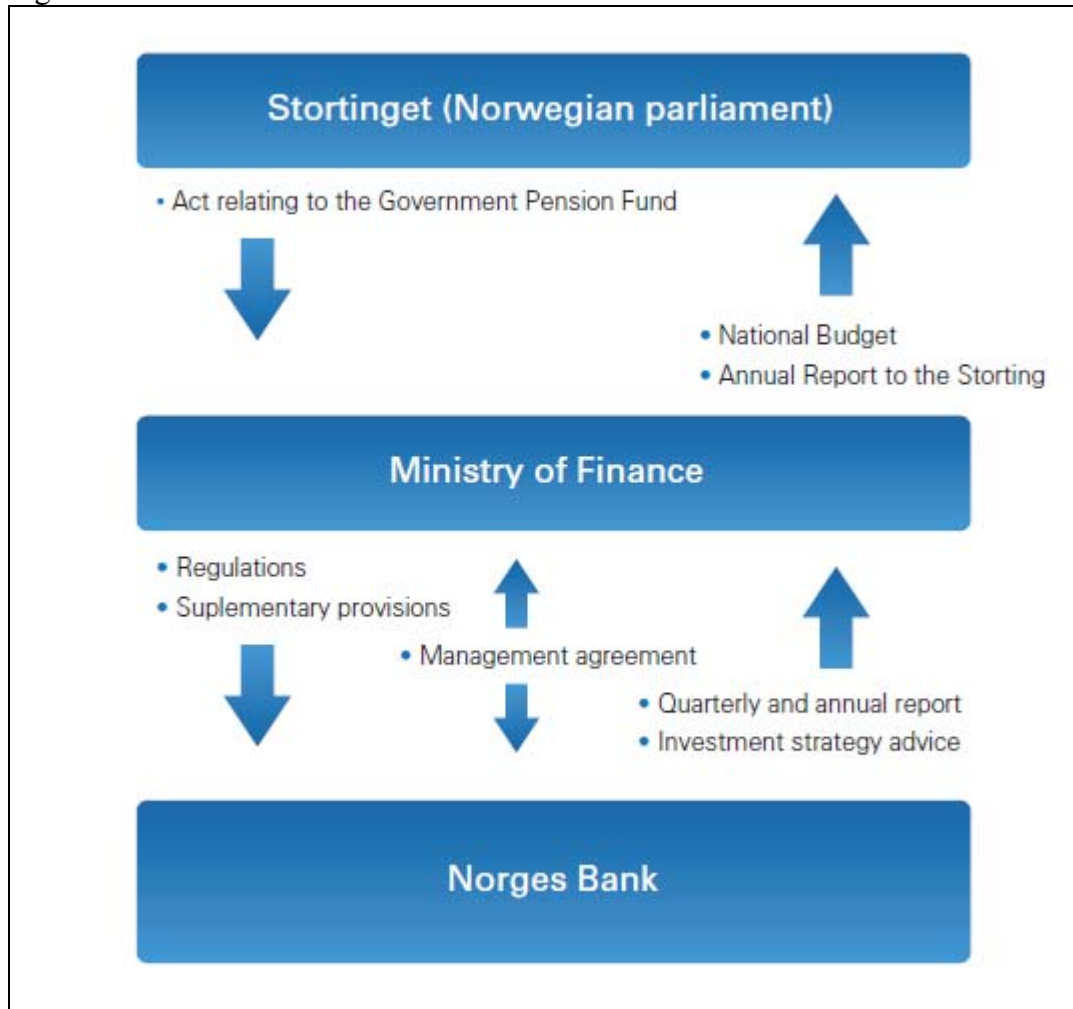 Stortinget (Norwegian parliament)
• Act relating to the Government Pension Fund
• National Budget
• Annual Report to the Storting
Ministry of Finance
• Regulations
• Suplementary provisions
• Management agreement
• Quarterly and annual report
• Investment strategy advice
Norges Bank